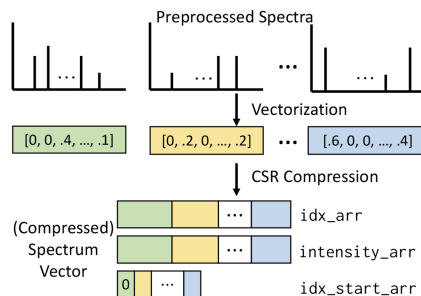 Preprocessed Spectra
... ... ...
Vectorization
[0, 0, .4, ..., .1] [0, .2, 0, ..., .2] ... [.6, 0, 0, ..., .4]
CSR Compression
(Compressed)
Spectrum
Vector
... idx_arr
... intensity_arr
0 ... idx_start_arr